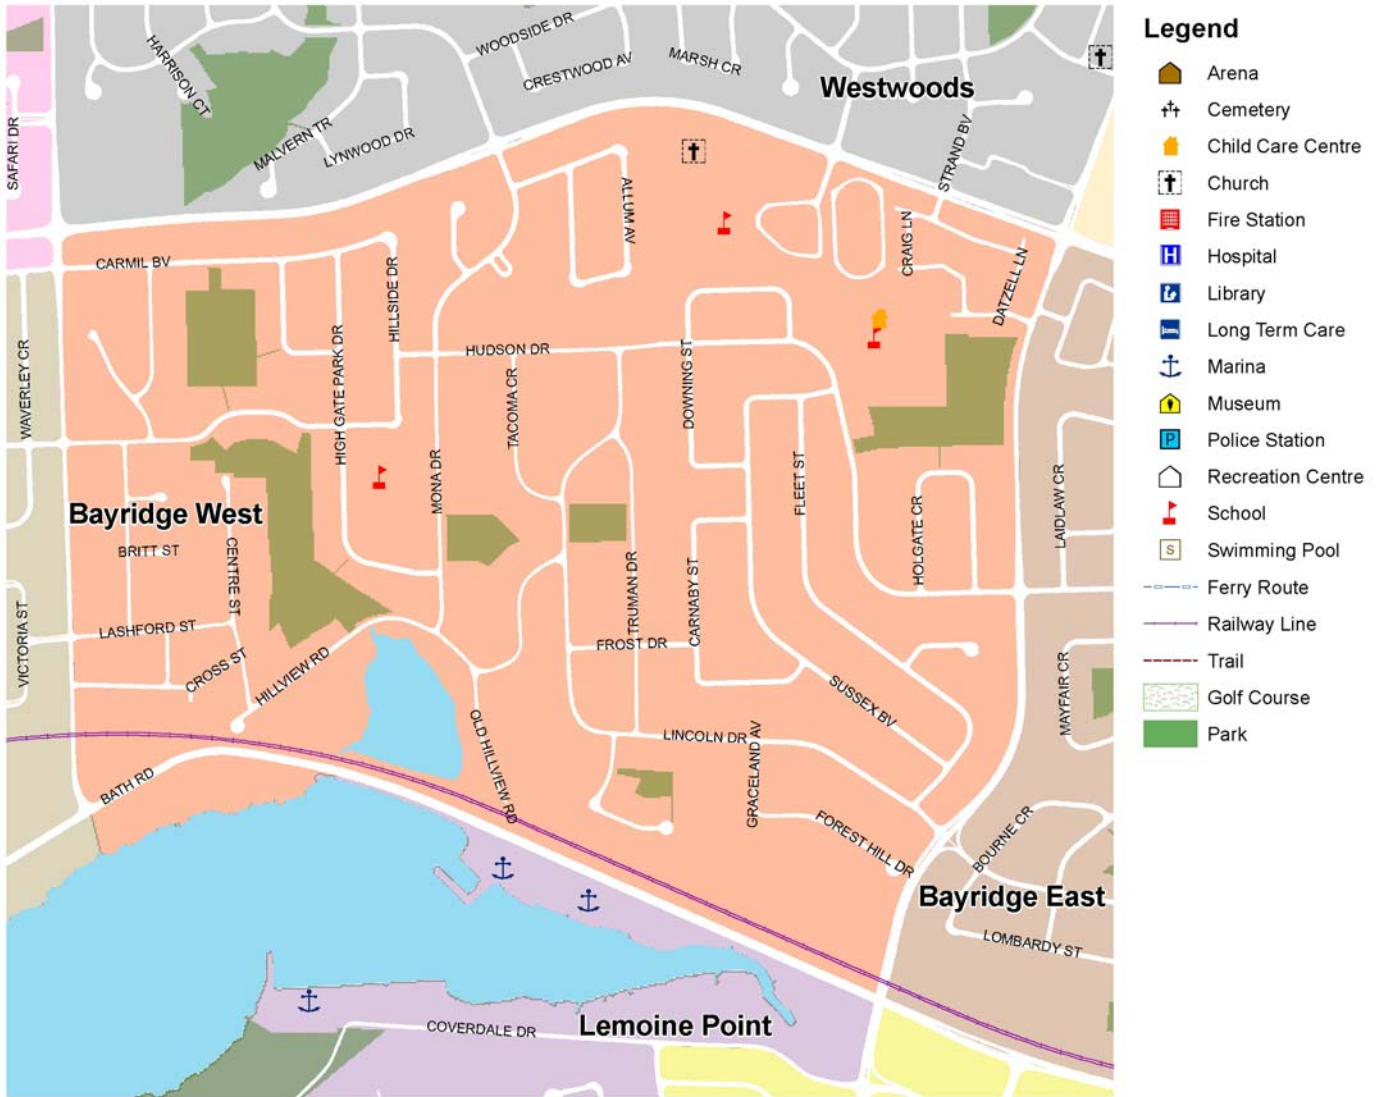 WOODSIDE DR
HARRISON CT
CRESTWOOD AV
MARSH CR
Westwoods
SAFARI DR
MALVERN TR
LYNWOOD DR
STRAND BV
ALLUM AV
CRAIG LN
DATZELL LN
CARMIL BV
HILLSIDE DR
HIGH GATE PARK DR
HUDSON DR
WAVERLEY CR
TACOMA CR
DOWNING ST
MONA DR
FLEET ST
LAIDLAW CR
HOLGATE CR
Bayridge West
BRITT ST
CENTRE ST
TRUMAN DR
CARNABY ST
VICTORIA ST
LASHFORD ST
FROST DR
CROSS ST
HILLVIEW RD
MAYFAIR CR
SUSSEX BV
OLD HILLVIEW RD
LINCOLN DR
GRACELAND AV
BATH RD
FOREST HILL DR
BOURNE CR
Bayridge East
LOMBARDY ST
COVERDALE DR
Lemoine Point
Legend
Arena
Cemetery
Child Care Centre
Church
Fire Station
H Hospital
Library
Long Term Care
Marina
Museum
P Police Station
Recreation Centre
School
S Swimming Pool
Ferry Route
Railway Line
Trail
Golf Course
Park